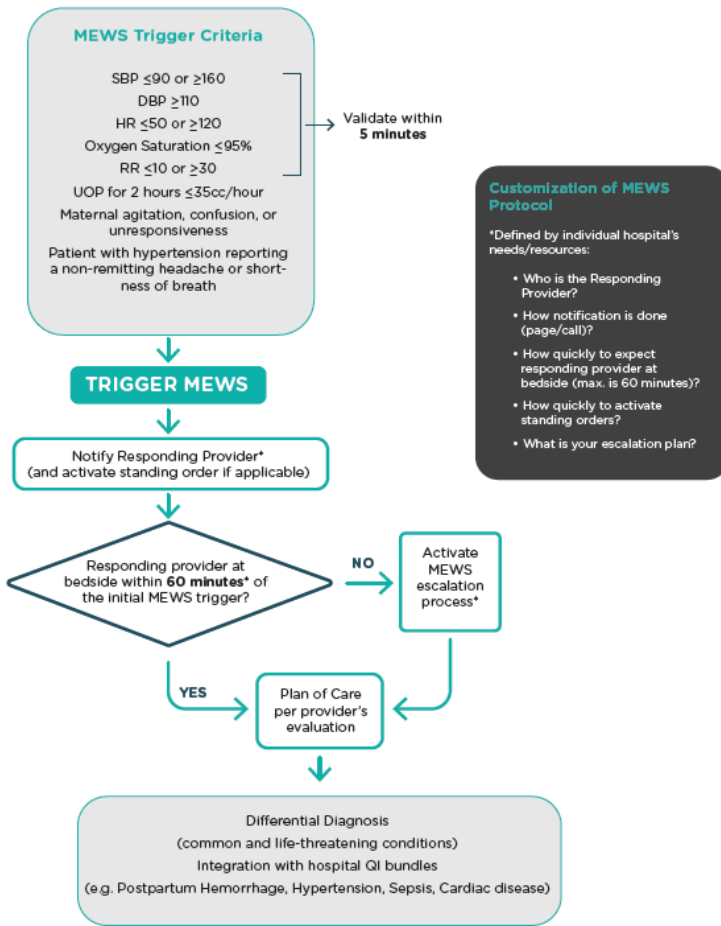 MEWS Trigger Criteria
SBP ≤90 or ≥160
DBP ≥110
HR ≤50 or ≥120
Oxygen Saturation ≤95%
RR ≤10 or ≥30
UOP for 2 hours ≤35cc/hour
Maternal agitation, confusion, or
unresponsiveness
Patient with hypertension reporting
a non-remitting headache or short-
ness of breath
Validate within
5 minutes
Customization of MEWS
Protocol
*Defined by individual hospital's
needs/resources:
• Who is the Responding
Provider?
• How notification is done
(page/call)?
• How quickly to expect
responding provider at
bedside (max. is 60 minutes)?
• How quickly to activate
standing orders?
• What is your escalation plan?
TRIGGER MEWS
Notify Responding Provider*
(and activate standing order if applicable)
Responding provider at
bedside within 60 minutes* of
the initial MEWS trigger?
NO
Activate
MEWS
escalation
process*
YES
Plan of Care
per provider's
evaluation
Differential Diagnosis
(common and life-threatening conditions)
Integration with hospital QI bundles
(e.g. Postpartum Hemorrhage, Hypertension, Sepsis, Cardiac disease)